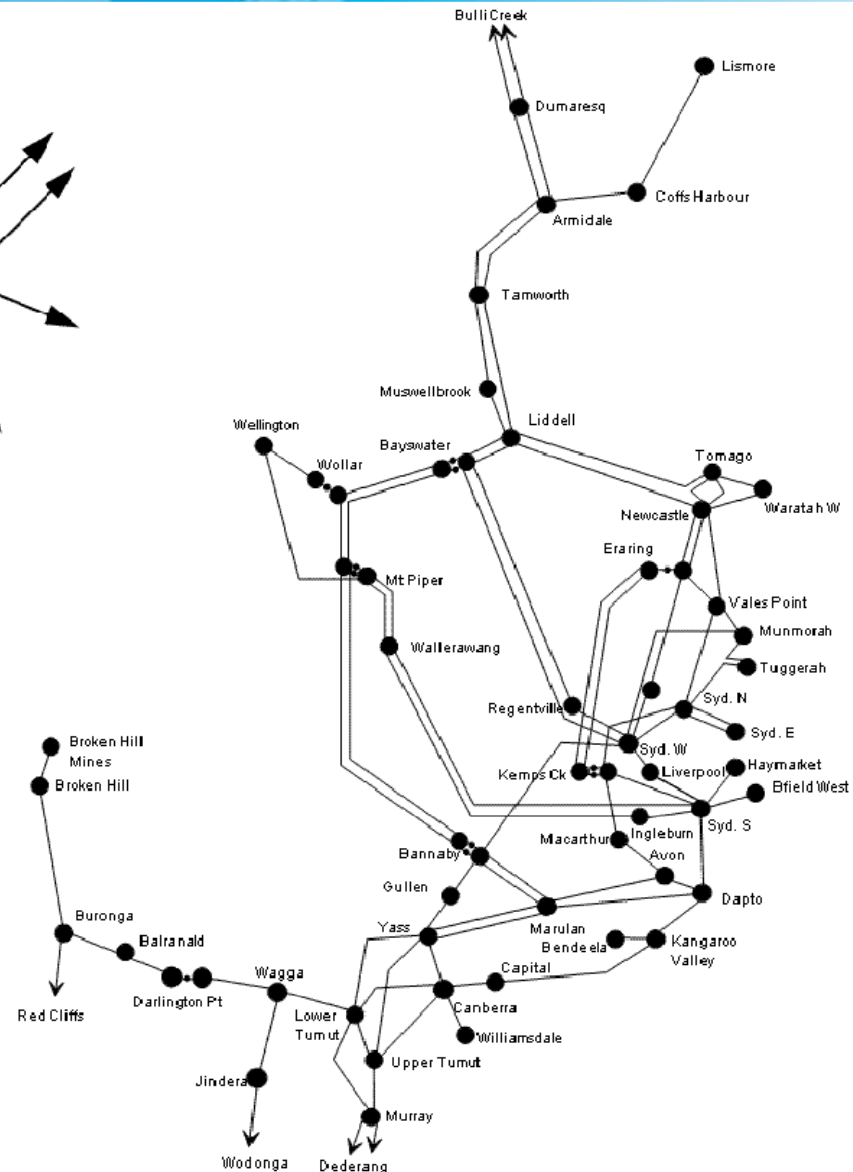 Bulli Creek
Lismore
Dumaresq
Coffs Harbour
Armidale
Tamworth
Muswellbrook
Liddell
Wellington
Bayswater
Tomago
Wollar
Waratah W
Newcastle
Eraring
Mt Piper
Vales Point
Munmorah
Wallerawang
Tuggerah
Syd. N
Regentville
Syd. E
Broken Hill
Mines
Syd. W
Haymarket
Kemps Ck
Liverpool
Broken Hill
Bfield West
Ingleburn
Syd. S
Macarthur
Avon
Bannaby
Gullen
Dapto
Buronga
Yass
Marulan
Balranald
Bendeela
Kangaroo
Valley
Wagga
Capital
Darlington Pt
Canberra
Red Cliffs
Lower
Tumut
Williamsdale
Upper Tumut
Jindera
Murray
Wodonga
Dederang